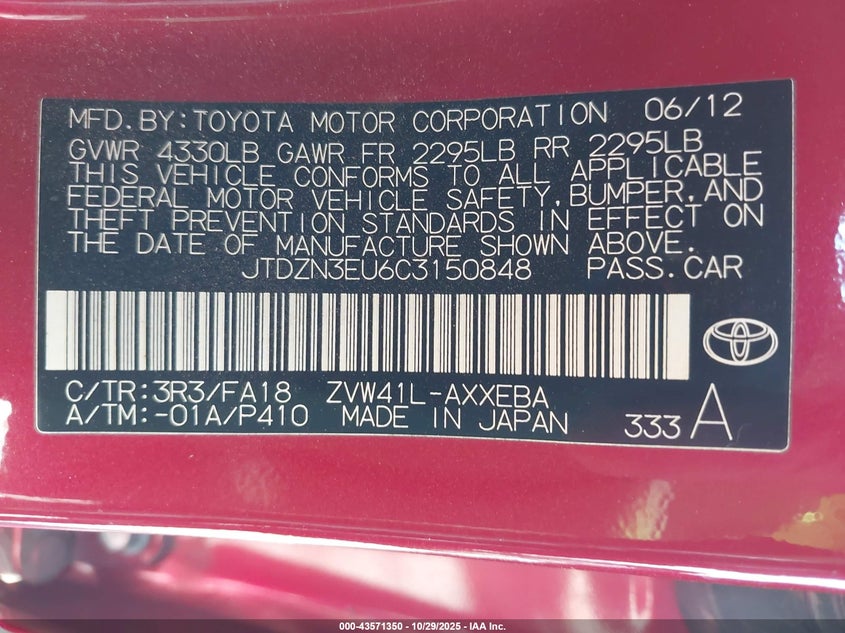 MFD.BY:TOYOTA MOTOR CORPORATION 06/12
GVWR 4330LB GAWR FR 2295LB RR 2295LB
THIS VEHICLE CONFORMS TO ALL APPLICABLE
FEDERAL MOTOR VEHICLE SAFETY,BUMPER,AND
THEFT PREVENTION STANDARDS IN EFFECT ON
THE DATE OF MANUFACTURE SHOWN ABOVE.
JTDZN3EU6C3150848 PASS.CAR
C/TR:3R3/FA18 ZVW41L-AXXEBA
A/TM:-01A/P410 MADE IN JAPAN
333A
000-43571350 - 10/29/2025 - IAA Inc.